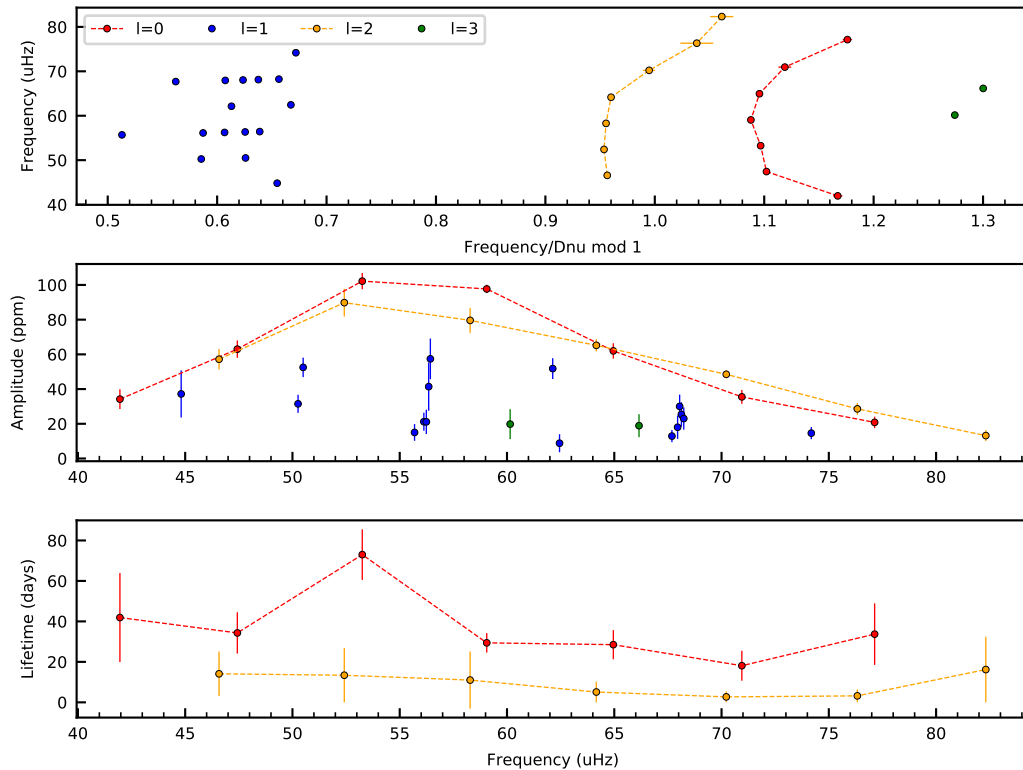 80
70
60
50
40
Frequency (uHz)
l=0 l=1 l=2 l=3
0.5 0.6 0.7 0.8 0.9 1.0 1.1 1.2 1.3
Frequency/Dnu mod 1
100
80
60
40
20
0
Amplitude (ppm)
40 45 50 55 60 65 70 75 80
80
60
40
20
0
Lifetime (days)
40 45 50 55 60 65 70 75 80
Frequency (uHz)